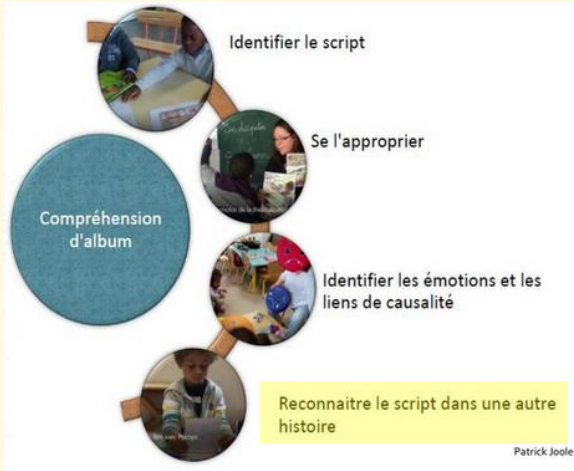 Identifier le script
Se l'approprier
Compréhension
d'album
Identifier les émotions et les
liens de causalité
Reconnaitre le script dans une autre
histoire
Patrick Joole